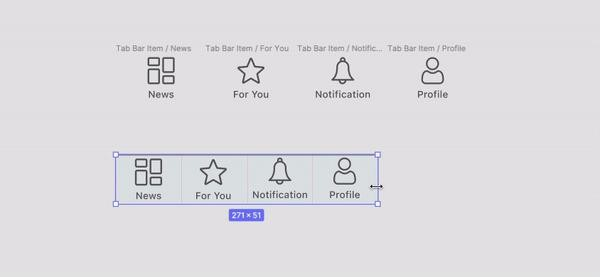 Tab Bar Item / News Tab Bar Item / For You Tab Bar Item / Notific... Tab Bar Item / Profile
News For You Notification Profile
News For You Notification Profile
271 × 51